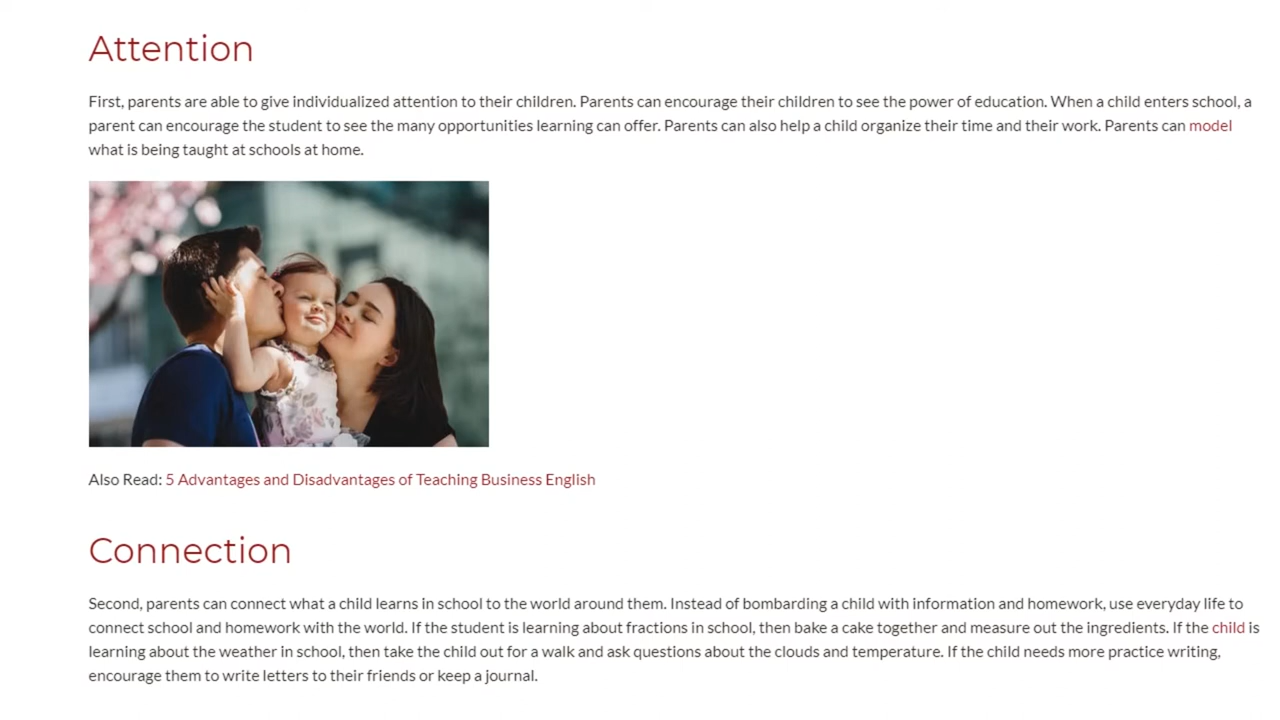 Attention
First, parents are able to give individualized attention to their children. Parents can encourage their children to see the power of education. When a child enters school, a
parent can encourage the student to see the many opportunities learning can offer. Parents can also help a child organize their time and their work. Parents can model
what is being taught at schools at home.
Also Read: 5 Advantages and Disadvantages of Teaching Business English
Connection
Second, parents can connect what a child learns in school to the world around them. Instead of bombarding a child with information and homework, use everyday life to
connect school and homework with the world. If the student is learning about fractions in school, then bake a cake together and measure out the ingredients. If the child is
learning about the weather in school, then take the child out for a walk and ask questions about the clouds and temperature. If the child needs more practice writing,
encourage them to write letters to their friends or keep a journal.